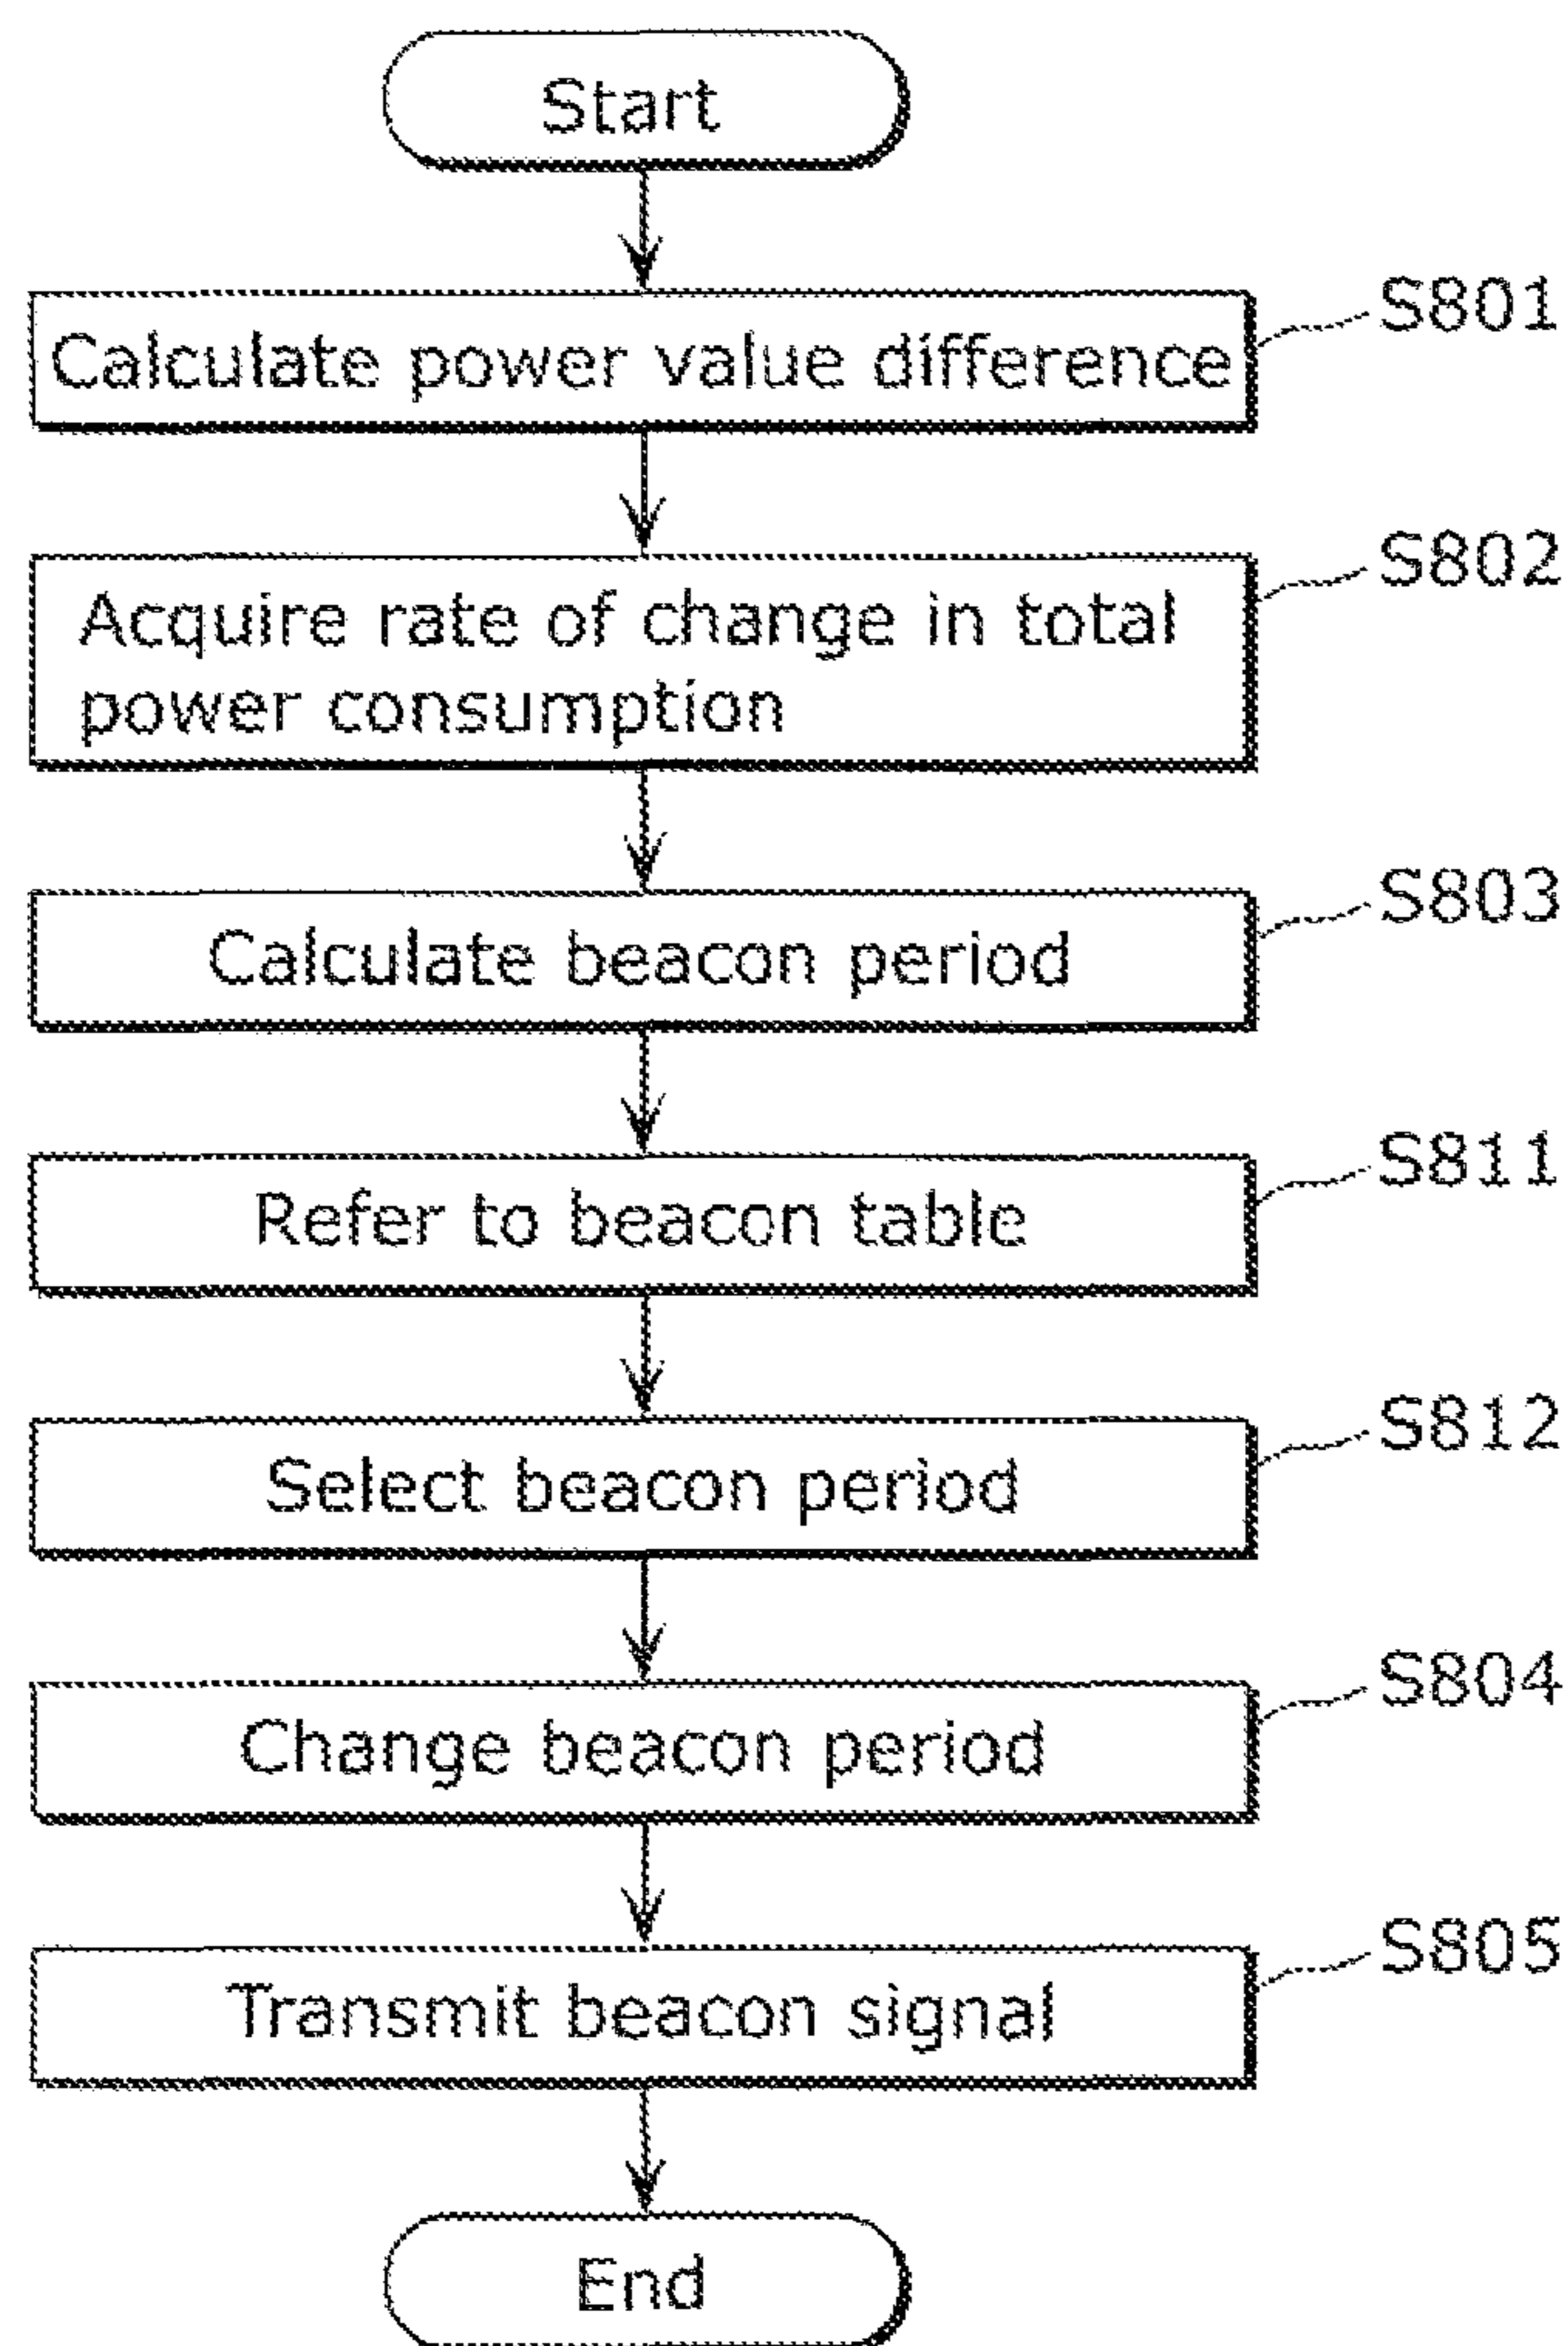 Start
Calculate power value difference
S801
Acquire rate of change in total
power consumption
S802
Calculate beacon period
S803
Refer to beacon table
S811
Select beacon period
S812
Change beacon period
S804
Transmit beacon signal
S805
End